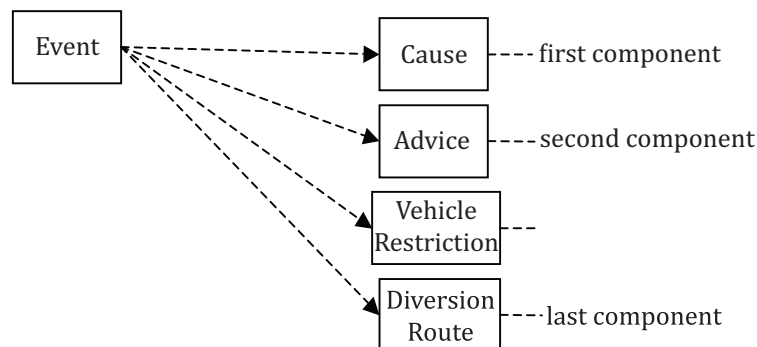 Event
Cause
first component
Advice
second component
Vehicle
Restriction
Diversion
Route
last component